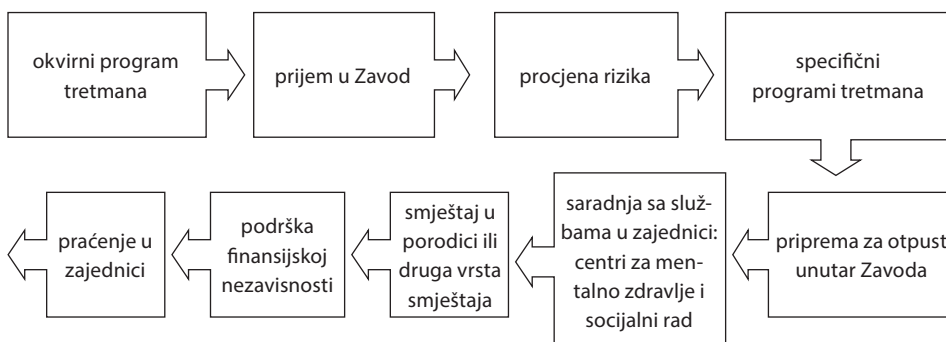 okvirni program
tretmana
prijem u Zavod
procjena rizika
specifični
programi tretmana
priprema za otpust
unutar Zavoda
saradnja sa služ-
bama u zajednici:
centri za men-
talno zdravlje i
socijalni rad
smještaj u
porodici ili
druga vrsta
smještaja
podrška
finansijskoj
nezavisnosti
praćenje u
zajednici